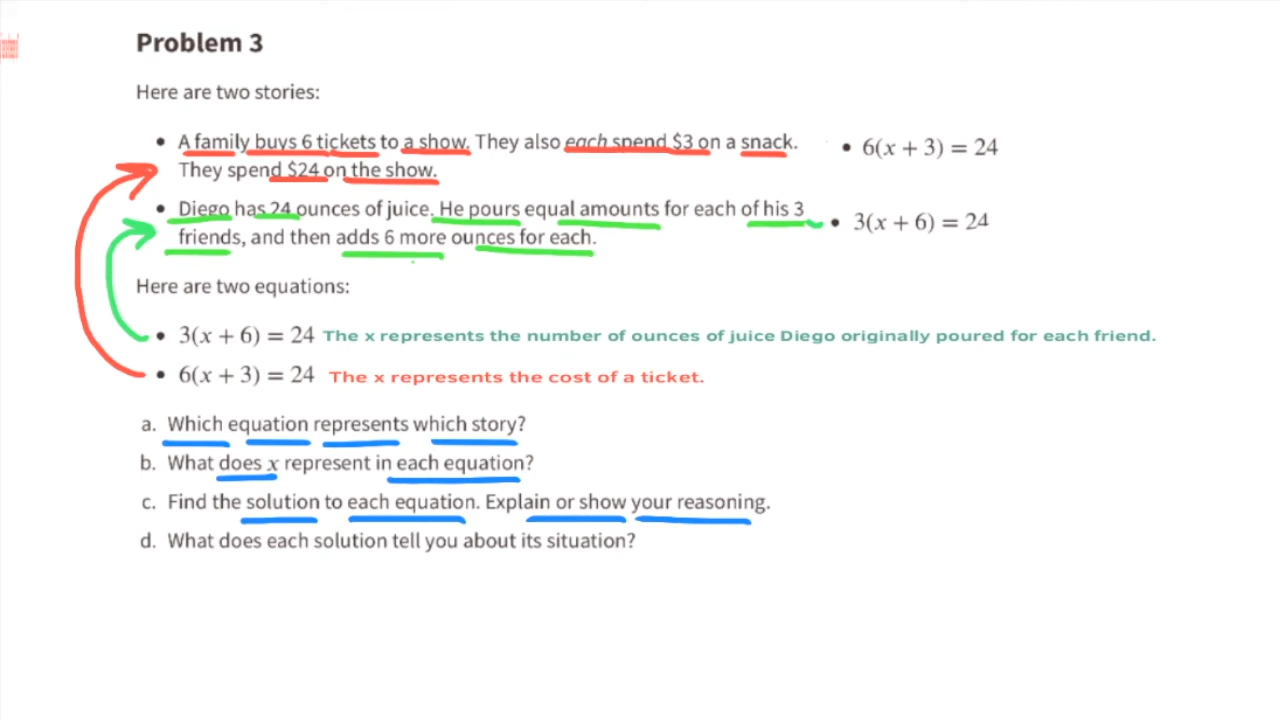 Problem 3
Here are two stories:
• A family buys 6 tickets to a show. They also each spend $3 on a snack.
They spend $24 on the show.
• 6(x + 3) = 24
• Diego has 24 ounces of juice. He pours equal amounts for each of his 3
friends, and then adds 6 more ounces for each.
• 3(x + 6) = 24
Here are two equations:
• 3(x + 6) = 24 The x represents the number of ounces of juice Diego originally poured for each friend.
• 6(x + 3) = 24 The x represents the cost of a ticket.
a. Which equation represents which story?
b. What does x represent in each equation?
c. Find the solution to each equation. Explain or show your reasoning.
d. What does each solution tell you about its situation?